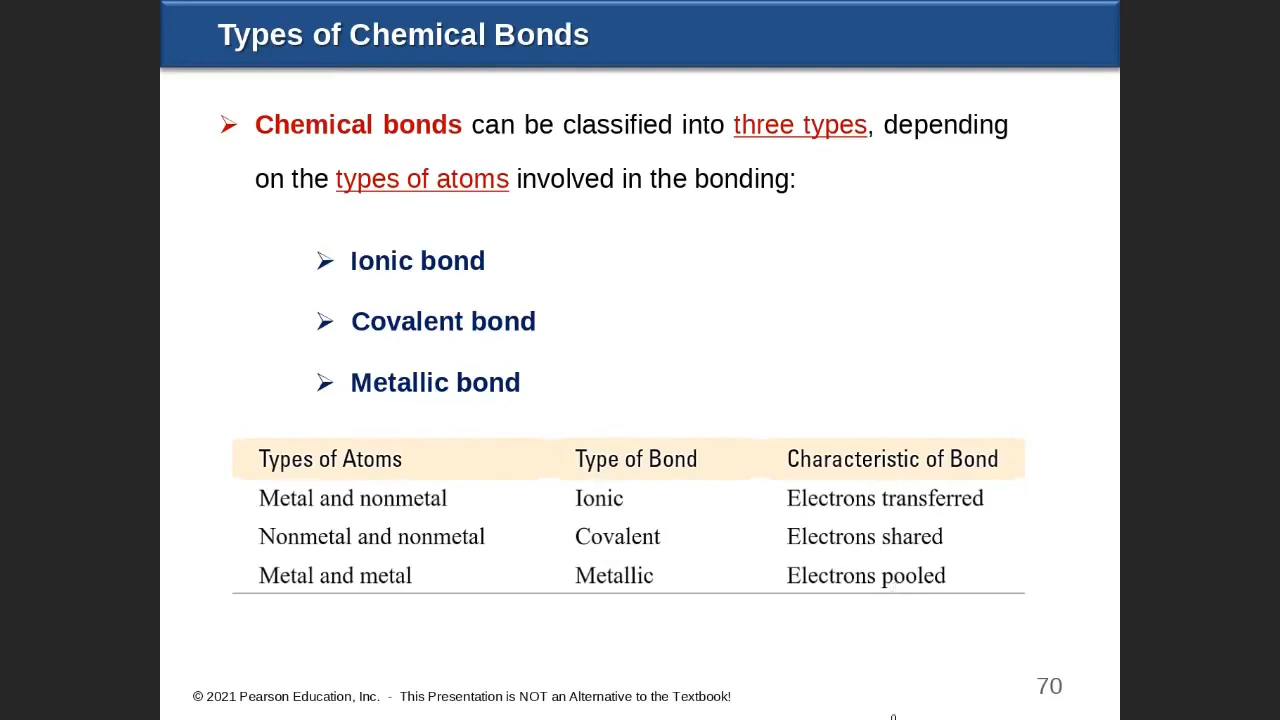 Types of Chemical Bonds
➢ Chemical bonds can be classified into three types, depending
on the types of atoms involved in the bonding:
➢ Ionic bond
➢ Covalent bond
➢ Metallic bond
Types of Atoms Type of Bond Characteristic of Bond
Metal and nonmetal Ionic Electrons transferred
Nonmetal and nonmetal Covalent Electrons shared
Metal and metal Metallic Electrons pooled
70
© 2021 Pearson Education, Inc. - This Presentation is NOT an Alternative to the Textbook!